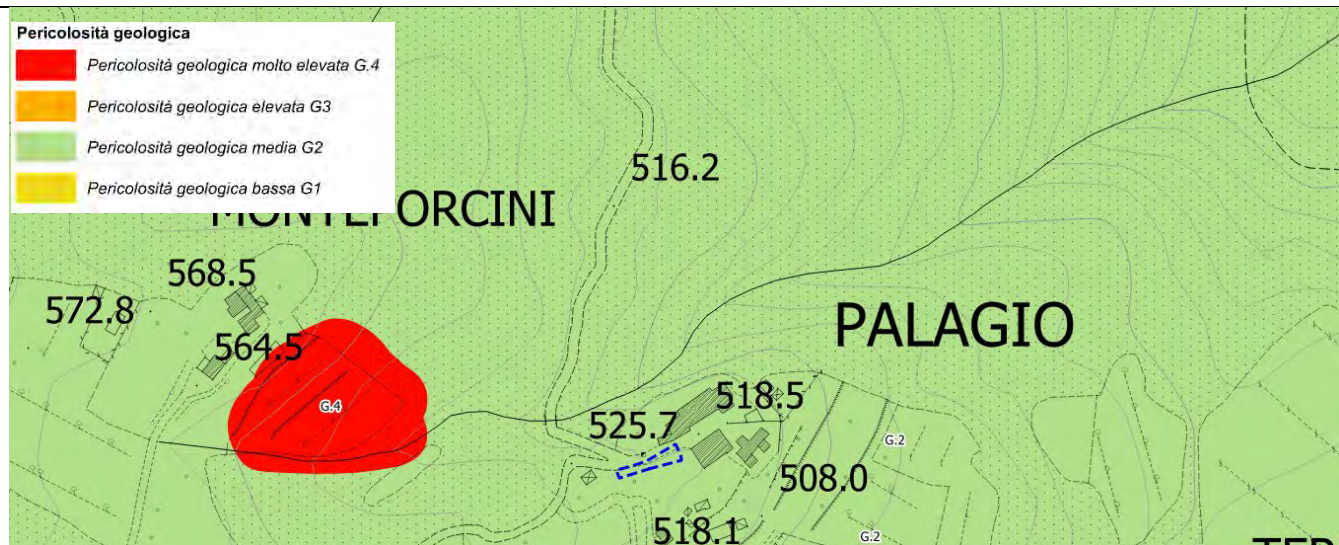 Pericolosità geologica
Pericolosità geologica molto elevata G.4
Pericolosità geologica elevata G3
Pericolosità geologica media G2
Pericolosità geologica bassa G1
516.2
MONTEPORCINI
568.5
572.8
PALAGIO
564.5
G.4
518.5
525.7
G.2
508.0
518.1
G.2